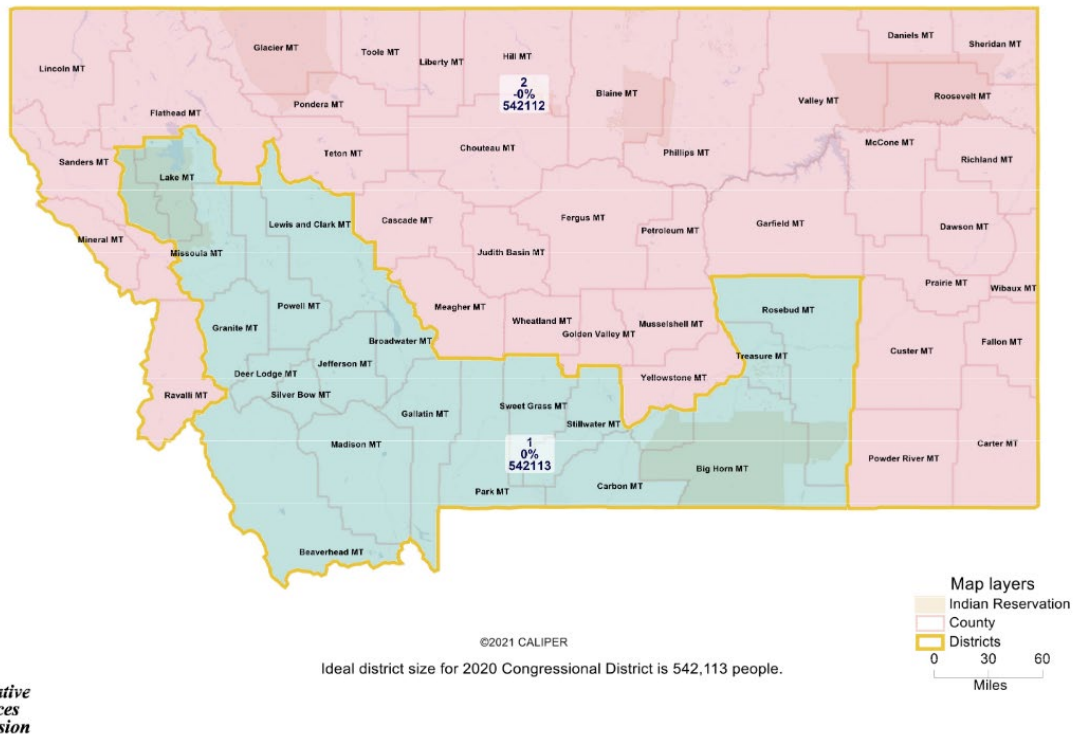 Daniels MT
Sheridan MT
Glacier MT
Toole MT
Liberty MT
Hill MT
Lincoln MT
2
-0%
542112
Blaine MT
Valley MT
Roosevelt MT
Pondera MT
Flathead MT
Phillips MT
McCone MT
Richland MT
Sanders MT
Teton MT
Chouteau MT
Lake MT
Lewis and Clark MT
Cascade MT
Fergus MT
Petroleum MT
Garfield MT
Dawson MT
Mineral MT
Missoula MT
Judith Basin MT
Prairie MT
Wibaux MT
Powell MT
Meagher MT
Wheatland MT
Golden Valley MT
Musselshell MT
Rosebud MT
Granite MT
Broadwater MT
Jefferson MT
Deer Lodge MT
Silver Bow MT
Treasure MT
Custer MT
Fallon MT
Ravalli MT
Yellowstone MT
Gallatin MT
Sweet Grass MT
Stillwater MT
Madison MT
1
0%
542113
Park MT
Carbon MT
Big Horn MT
Powder River MT
Carter MT
Beaverhead MT
Map layers
Indian Reservation
County
Districts
0 30 60
Miles
©2021 CALIPER
Ideal district size for 2020 Congressional District is 542,113 people.
ative
ces
sion